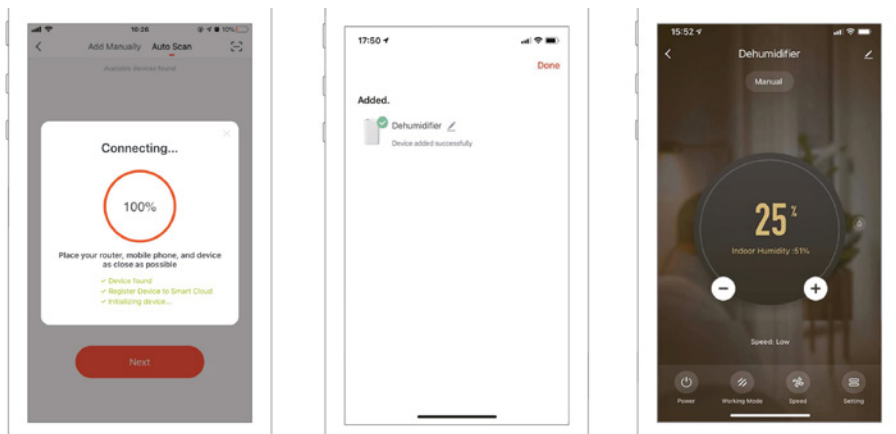 10:26
10%
Add Manually Auto Scan
Available devices found
Connecting...
100%
Place your router, mobile phone, and device
as close as possible
✓ Device found
✓ Register Device to Smart Cloud
✓ Initializing device...
Next
17:50
Done
Added.
Dehumidifier
Device added successfully
15:52
Dehumidifier
Manual
25%
Indoor Humidity :51%
Speed: Low
Power Working Mode Speed Setting